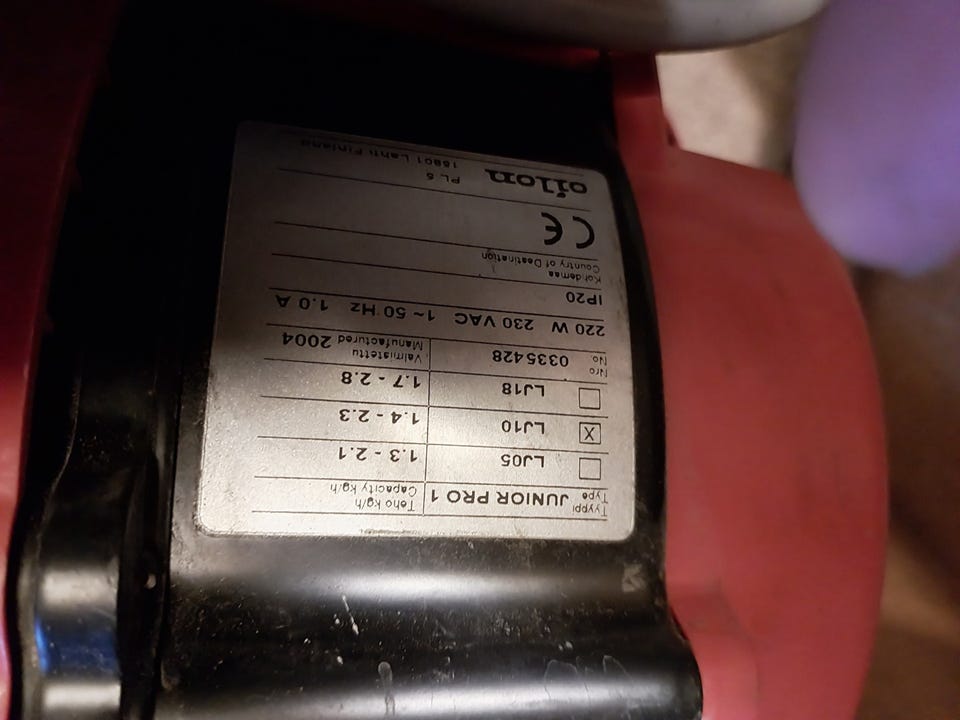 Tyyppi
Type JUNIOR PRO 1
Teho kg/h
Capacity kg/h
LJ05 1.3 - 2.1
X LJ10 1.4 - 2.3
LJ18 1.7 - 2.8
Nro
No 0335428
Valmistettu
Manufactured 2004
220 W 230 VAC 1~ 50 Hz 1.0 A
IP20
Kohdemaa
Country of Destination
CE
oilon PL 5
15801 Lahti Finland